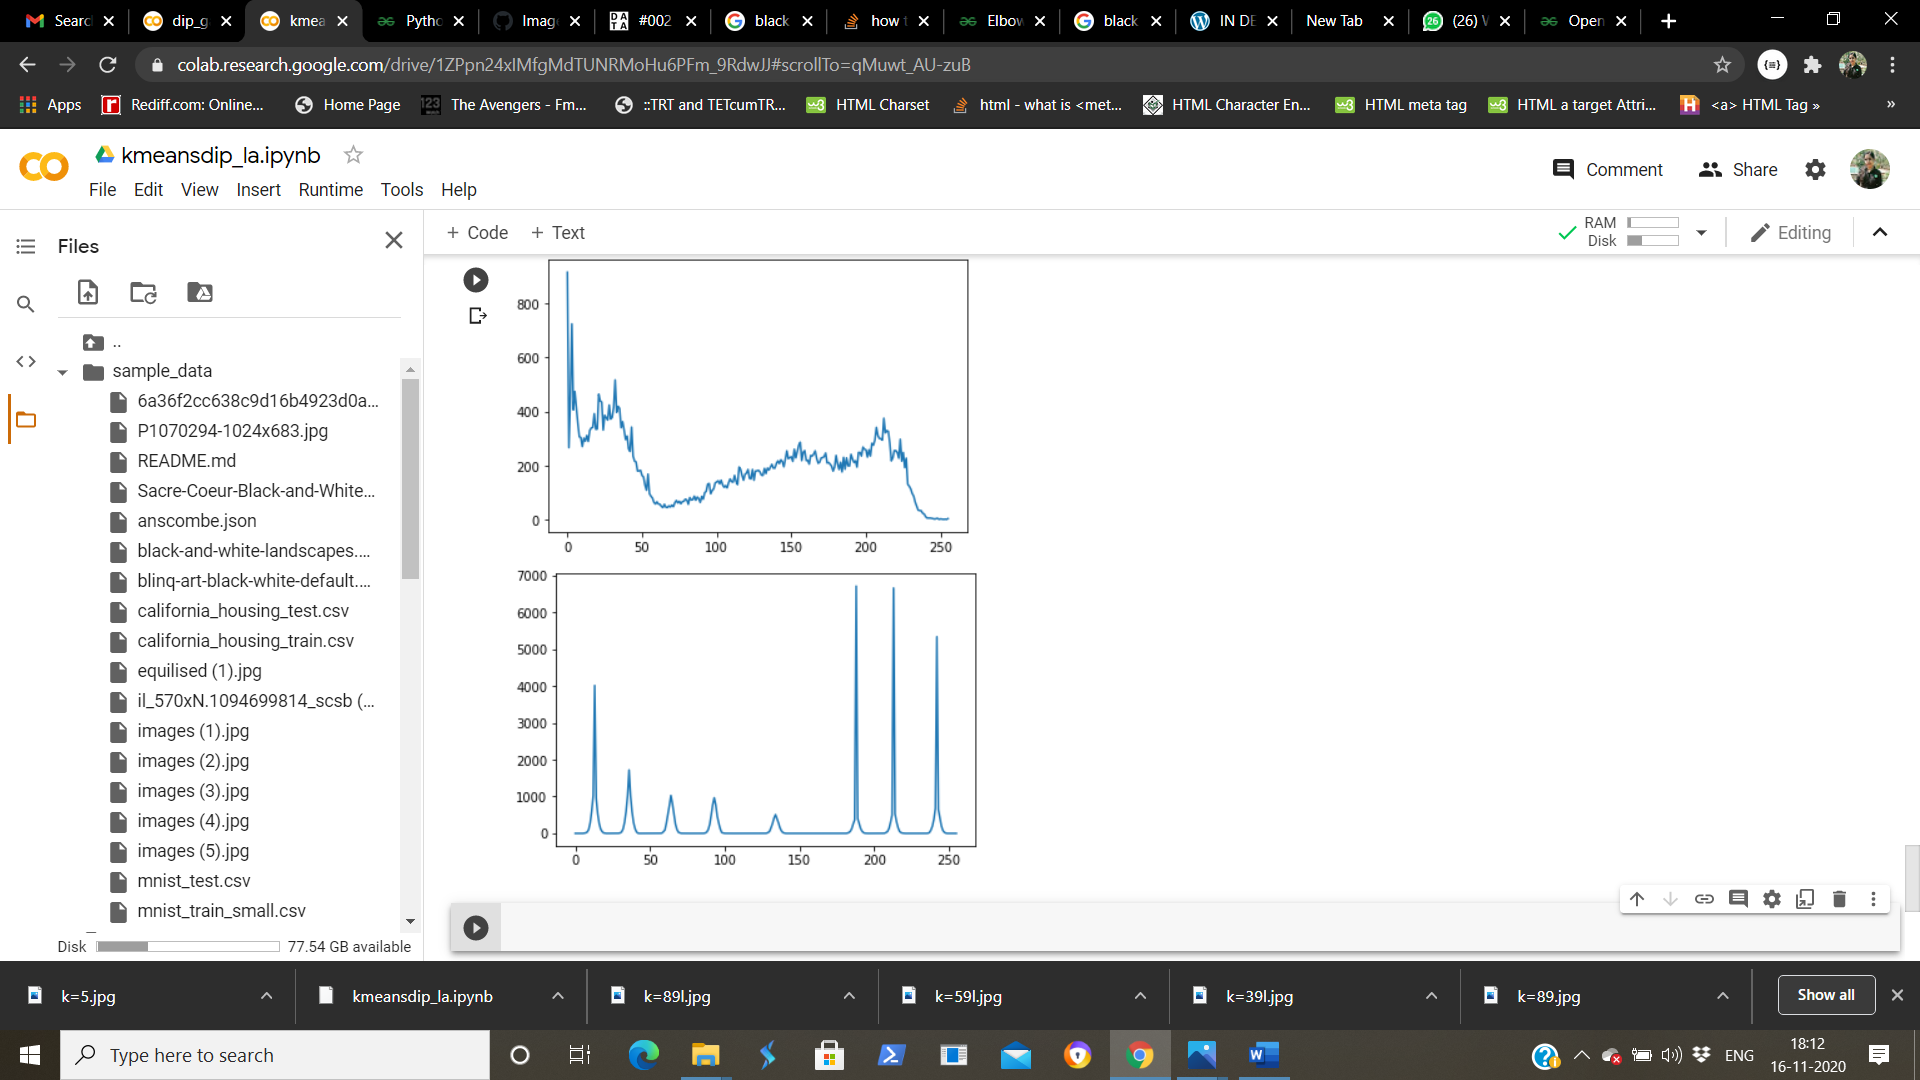 Searc
dip_g
kmea
Pytho
Imag
#002
black
how t
Elbow
black
IN DE
New Tab
(26) V
Open
colab.research.google.com/drive/1ZPpn24xIMfgMdTUNRMoHu6PFm_9RdwJJ#scrollTo=qMuwt_AU-zuB
Apps
Rediff.com: Online...
Home Page
The Avengers - Fm...
::TRT and TETcumTR...
HTML Charset
html - what is <met...
HTML Character En...
HTML meta tag
HTML a target Attri...
<a> HTML Tag »
»
kmeansdip_la.ipynb
File Edit View Insert Runtime Tools Help
Comment
Share
Files
+ Code + Text
RAM
Disk
Editing
..
sample_data
6a36f2cc638c9d16b4923d0a...
P1070294-1024x683.jpg
README.md
Sacre-Coeur-Black-and-White...
anscombe.json
black-and-white-landscapes....
blinq-art-black-white-default....
california_housing_test.csv
california_housing_train.csv
equilised (1).jpg
il_570xN.1094699814_scsb (...
images (1).jpg
images (2).jpg
images (3).jpg
images (4).jpg
images (5).jpg
mnist_test.csv
mnist_train_small.csv
Disk 77.54 GB available
800
600
400
200
0
0 50 100 150 200 250
7000
6000
5000
4000
3000
2000
1000
0
0 50 100 150 200 250
k=5.jpg
kmeansdip_la.ipynb
k=89l.jpg
k=59l.jpg
k=39l.jpg
k=89.jpg
Show all
Type here to search
ENG
18:12
16-11-2020